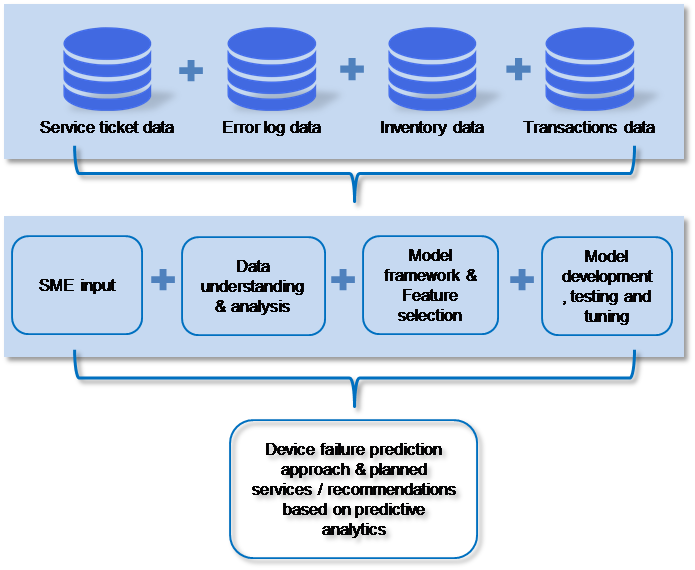 Service ticket data
Error log data
Inventory data
Transactions data
SME input
Data
understanding
& analysis
Model
framework &
Feature
selection
Model
development
, testing and
tuning
Device failure prediction
approach & planned
services / recommendations
based on predictive
analytics